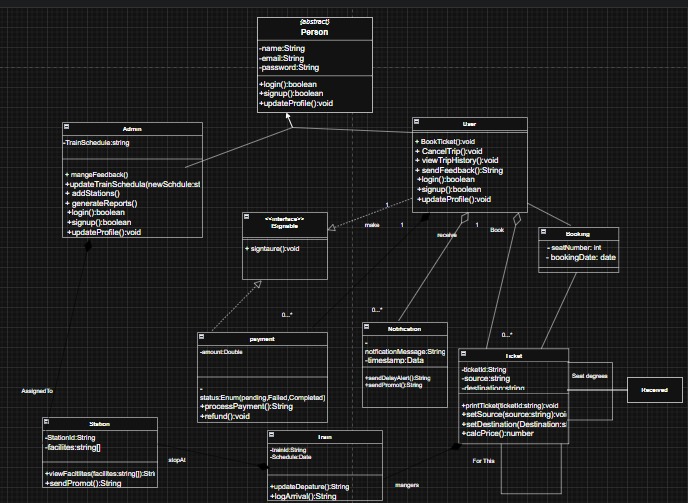 {abstract}
Person
-name:String
-email:String
-password:String
+login():boolean
+signup():boolean
+updateProfile():void
Admin
-TrainSchedule:string
+ mangeFeedback()
+updateTrainSchedula(newSchdule:st
+ addStations()
+ generateReports()
+login():boolean
+signup():boolean
+updateProfile():void
User
+ BookTicket():void
+ CancelTrip():void
+ viewTripHistory():void
+ sendFeedback():String
+login():boolean
+signup():boolean
+updateProfile():void
1
make
1
receive
1
Book
<<interface>>
ESignable
+ signtaure():void
Booking
- seatNumber: int
- bookingDate: date
0...*
0...*
0...*
payment
-amount:Double
-
status:Enum(pending,Failed,Completed)
+processPayment():String
+refund():void
Notification
-
notficationMessage:String
-timestamp:Data
+sendDelayAlert():String
+sendPromot():String
Ticket
-ticketId:String
-source:string
-destination:string
+printTicket(ticketId:string):void
+setSource(source:string):voi
+setDestination(Destination:s
+calcPrice():number
Seat degrees
Reserved
AssignedTo
Station
-StationId:String
-facilites:string[]
+viewFacitlites(facilites:string[]):Stri
+sendPromot():String
stopAt
Train
-trainId:String
-Schedule:Date
+updateDepature():String
+logArrival():String
mangers
For This